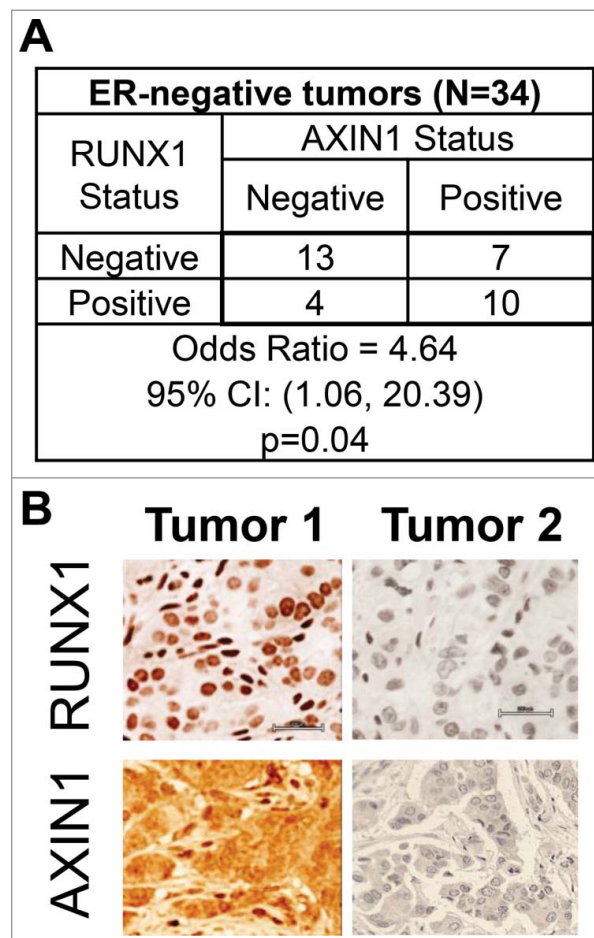 A
ER-negative tumors (N=34)
RUNX1 Status
AXIN1 Status
Negative
Positive
Negative 13 7
Positive 4 10
Odds Ratio = 4.64
95% CI: (1.06, 20.39)
p=0.04
B
Tumor 1 Tumor 2
RUNX1
AXIN1